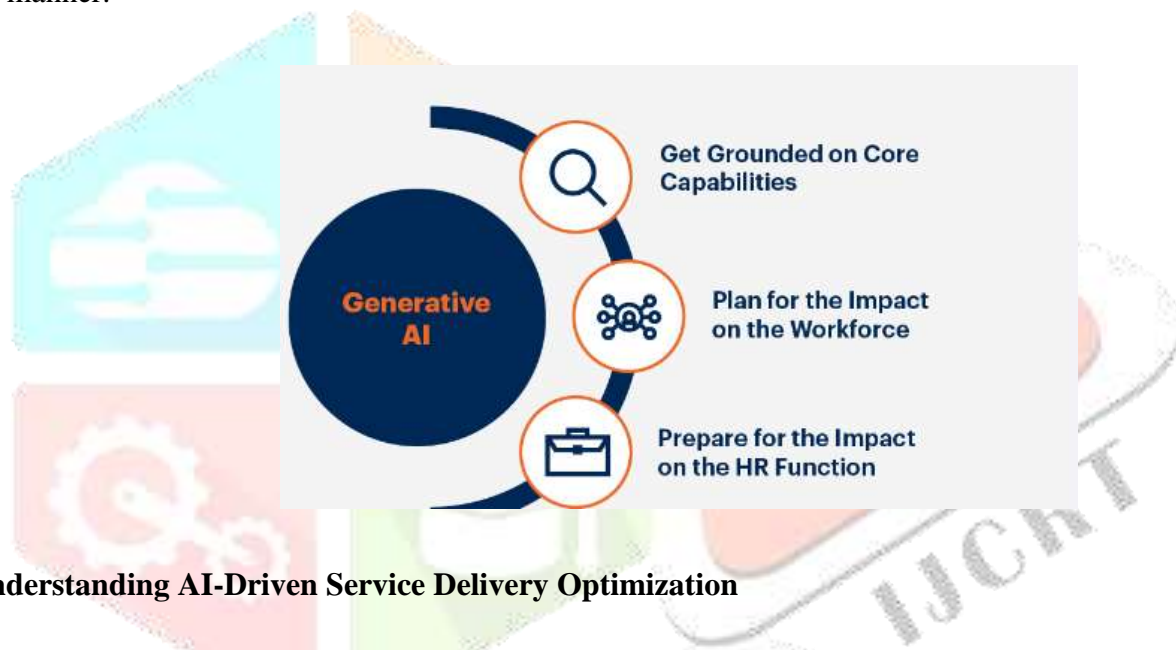 manner.
Get Grounded on Core
Capabilities
Generative
AI
Plan for the Impact
on the Workforce
Prepare for the Impact
on the HR Function
nderstanding AI-Driven Service Delivery Optimization
IJCRT